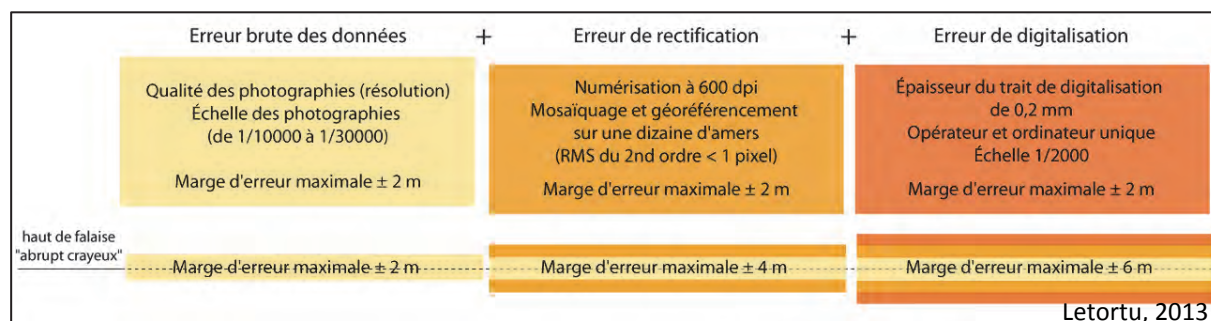 Erreur brute des données + Erreur de rectification + Erreur de digitalisation
Qualité des photographies (résolution)
Échelle des photographies
(de 1/10000 à 1/30000)
Marge d'erreur maximale ± 2 m
Numérisation à 600 dpi
Mosaïquage et géoréférencement
sur une dizaine d'amers
(RMS du 2nd ordre < 1 pixel)
Marge d'erreur maximale ± 2 m
Épaisseur du trait de digitalisation
de 0,2 mm
Opérateur et ordinateur unique
Échelle 1/2000
Marge d'erreur maximale ± 2 m
haut de falaise
"abrupt crayeux"
Marge d'erreur maximale ± 2 m
Marge d'erreur maximale ± 4 m
Marge d'erreur maximale ± 6 m
Letortu, 2013